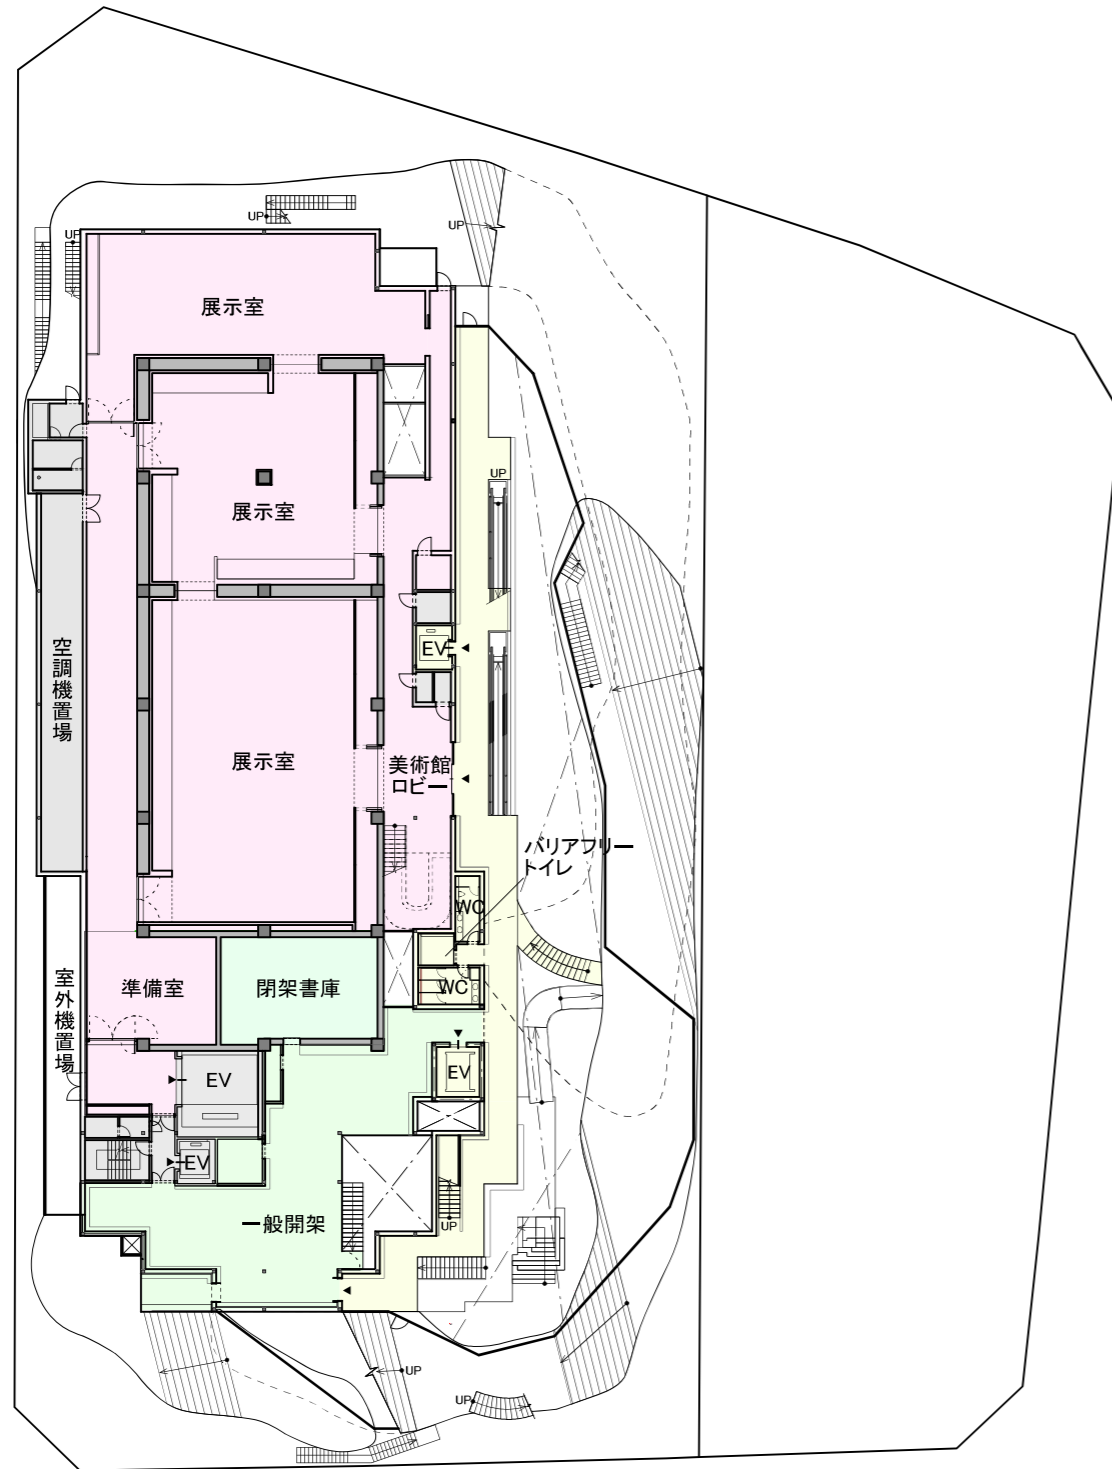 UP
UP
UP
展示室
展示室
UP
空調機置場
EV
展示室
美術館
ロビー
バリアフリー
トイレ
WC
準備室
閉架書庫
WC
室外機置場
EV
EV
EV
一般開架
UP
UP
UP